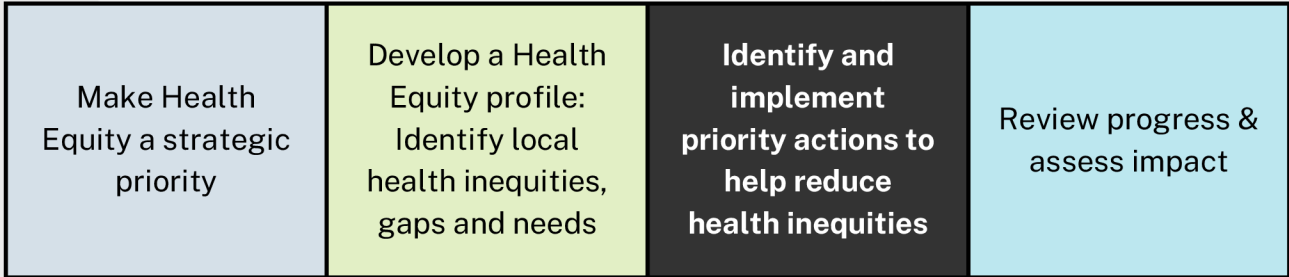 Make Health
Equity a strategic
priority
Develop a Health
Equity profile:
Identify local
health inequities,
gaps and needs
Identify and
implement
priority actions to
help reduce
health inequities
Review progress &
assess impact